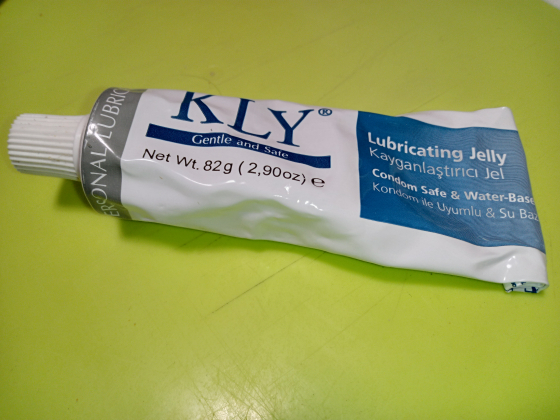 PERSONAL LUBRIC
KLY®
Gentle and Safe
Net Wt. 82g ( 2,90oz) e
Lubricating Jelly
Kayganlaştırıcı Jel
Condom Safe & Water-Base
Kondom ile Uyumlu & Su Baz